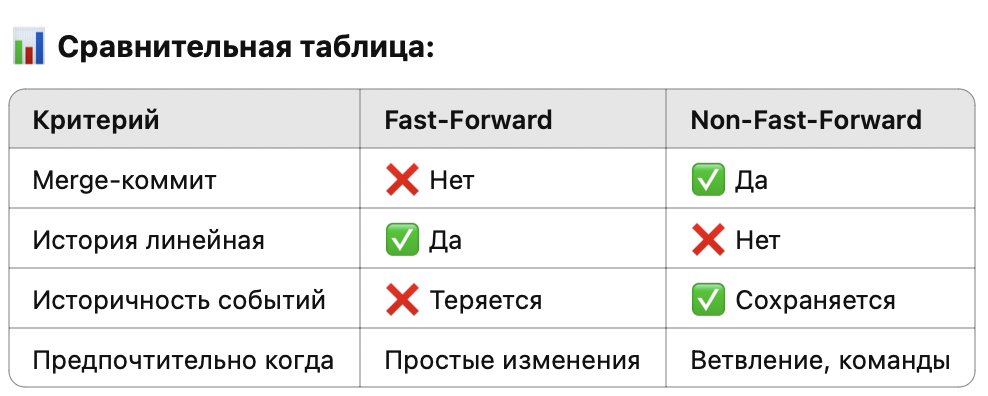 📊 Сравнительная таблица:
Критерий Fast-Forward Non-Fast-Forward
Merge-коммит ❌ Нет ✅ Да
История линейная ✅ Да ❌ Нет
Историчность событий ❌ Теряется ✅ Сохраняется
Предпочтительно когда Простые изменения Ветвление, команды